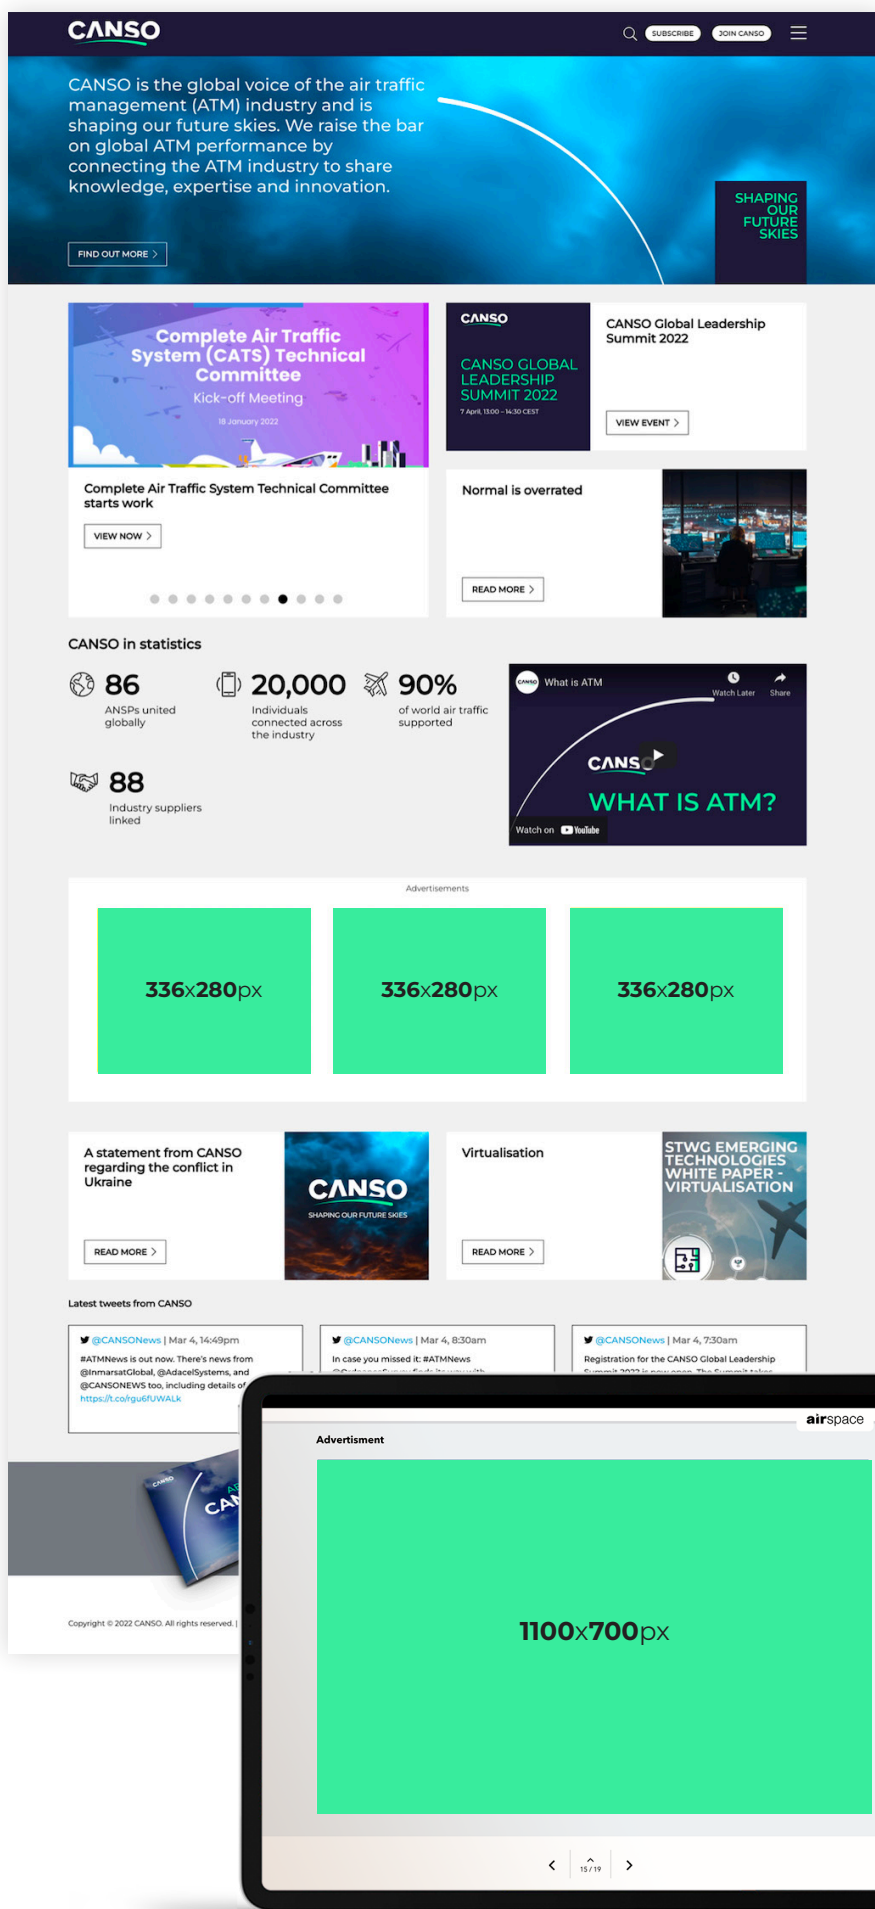 CANSO
SUBSCRIBE
JOIN CANSO
CANSO is the global voice of the air traffic
management (ATM) industry and is
shaping our future skies. We raise the bar
on global ATM performance by
connecting the ATM industry to share
knowledge, expertise and innovation.
FIND OUT MORE
SHAPING
OUR
FUTURE
SKIES
Complete Air Traffic
System (CATS) Technical
Committee
Kick-off Meeting
18 January 2022
Complete Air Traffic System Technical Committee
starts work
VIEW NOW
CANSO
CANSO GLOBAL
LEADERSHIP
SUMMIT 2022
7 April, 13:00 – 14:30 CEST
CANSO Global Leadership
Summit 2022
VIEW EVENT
Normal is overrated
READ MORE
CANSO in statistics
86
ANSPs united
globally
20,000
Individuals
connected across
the industry
90%
of world air traffic
supported
88
Industry suppliers
linked
CANSO
What is ATM
Watch Later
Share
CANSO
WHAT IS ATM?
Watch on YouTube
Advertisements
336x280px
336x280px
336x280px
A statement from CANSO
regarding the conflict in
Ukraine
READ MORE
CANSO
SHAPING OUR FUTURE SKIES
Virtualisation
READ MORE
STWG EMERGING
TECHNOLOGIES
WHITE PAPER -
VIRTUALISATION
Latest tweets from CANSO
@CANSONews | Mar 4, 14:49pm
#ATMNews is out now. There's news from
@InmarsatGlobal, @AdacelSystems, and
@CANSONEWS too, including details of
https://t.co/rgu6fUWALk
@CANSONews | Mar 4, 8:30am
In case you missed it: #ATMNews
@CANSONews | Mar 4, 7:30am
Registration for the CANSO Global Leadership
Summit 2022 is now open. The Summit takes
CANSO
Copyright © 2022 CANSO. All rights reserved. |
airspace
Advertisment
1100x700px
15 / 19